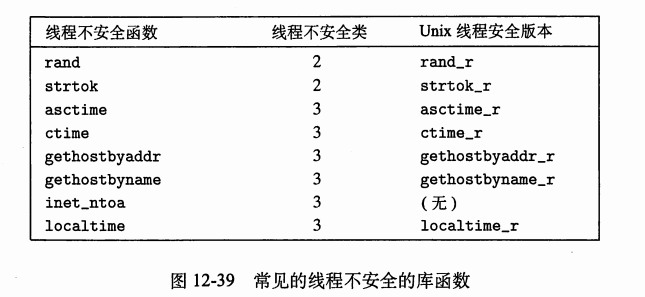 线程不安全函数 线程不安全类 Unix 线程安全版本
rand 2 rand_r
strtok 2 strtok_r
asctime 3 asctime_r
ctime 3 ctime_r
gethostbyaddr 3 gethostbyaddr_r
gethostbyname 3 gethostbyname_r
inet_ntoa 3 (无)
localtime 3 localtime_r
图 12-39 常见的线程不安全的库函数